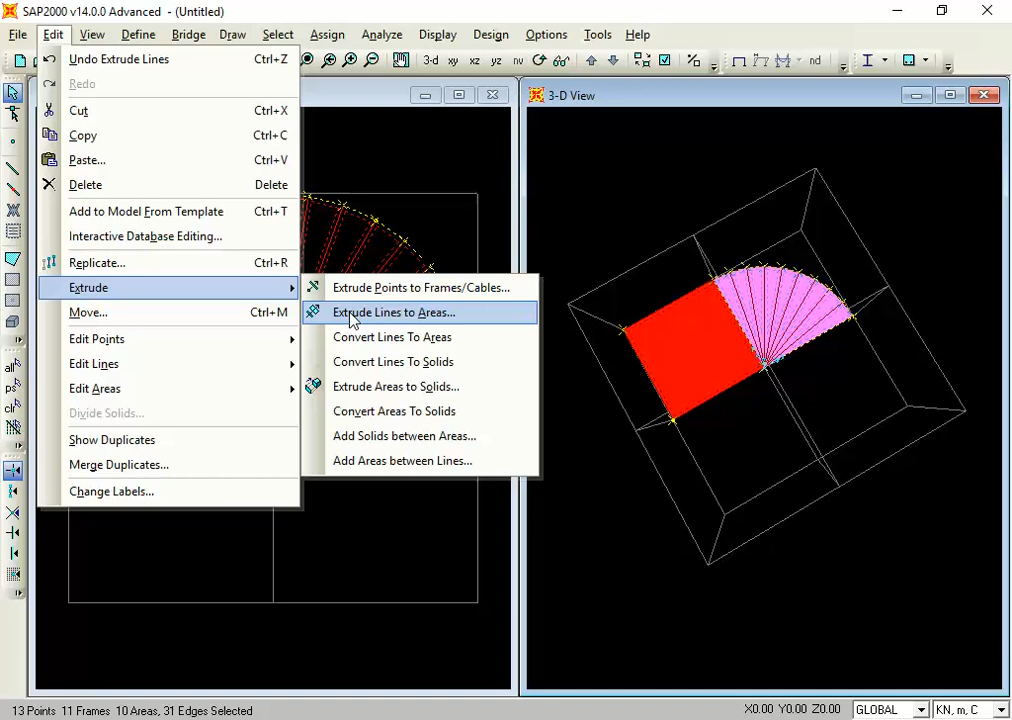 SAP2000 v14.0.0 Advanced - (Untitled)
File Edit View Define Bridge Draw Select Assign Analyze Display Design Options Tools Help
3-d xy xz yz nv nd
Undo Extrude Lines Ctrl+Z
Redo
Cut Ctrl+X
Copy Ctrl+C
Paste... Ctrl+V
Delete Delete
Add to Model From Template Ctrl+T
Interactive Database Editing...
Replicate... Ctrl+R
Extrude
Move... Ctrl+M
Edit Points
Edit Lines
Edit Areas
Divide Solids...
Show Duplicates
Merge Duplicates...
Change Labels...
Extrude Points to Frames/Cables...
Extrude Lines to Areas...
Convert Lines To Areas
Convert Lines To Solids
Extrude Areas to Solids...
Convert Areas To Solids
Add Solids between Areas...
Add Areas between Lines...
3-D View
all
ps
clr
13 Points 11 Frames 10 Areas, 31 Edges Selected
X0.00 Y0.00 Z0.00
GLOBAL
KN, m, C